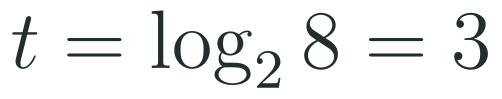 t = log₂ 8 = 3